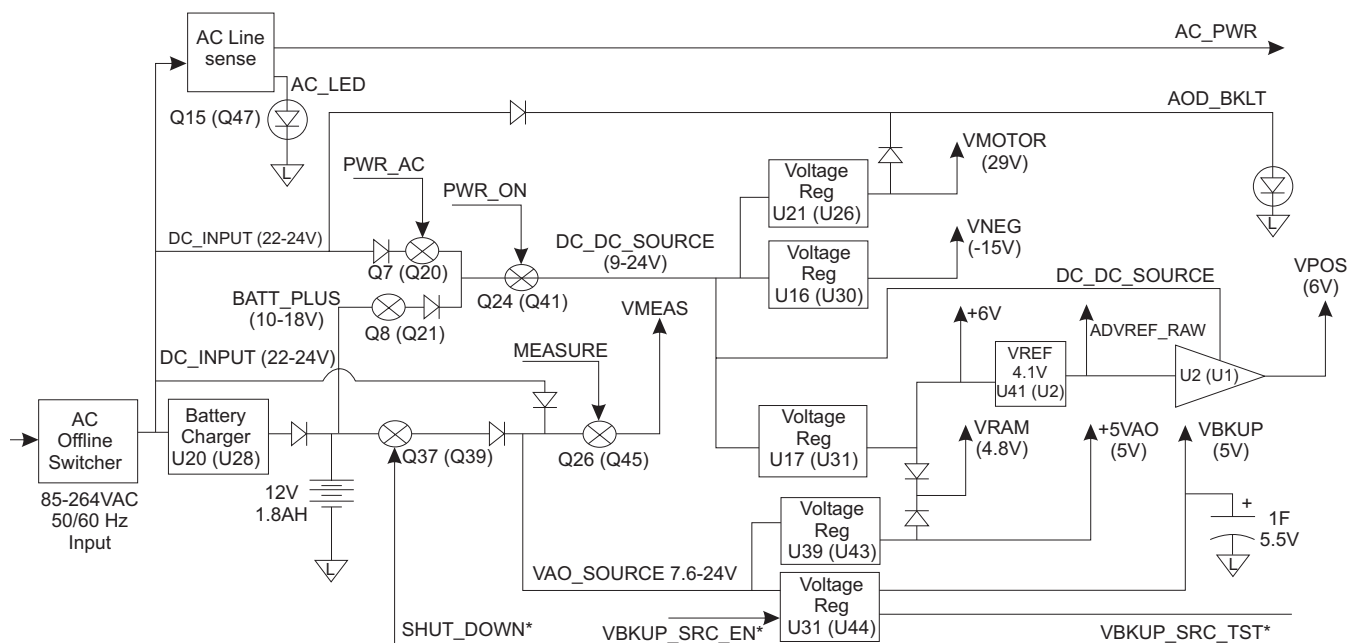 AC Line
sense
AC_PWR
AC_LED
Q15 (Q47)
L
AOD_BKLT
PWR_AC
PWR_ON
Voltage
Reg
U21 (U26)
VMOTOR
(29V)
L
DC_INPUT (22-24V)
Q7 (Q20)
DC_DC_SOURCE
(9-24V)
Q24 (Q41)
Voltage
Reg
U16 (U30)
VNEG
(-15V)
BATT_PLUS
(10-18V)
Q8 (Q21)
VMEAS
DC_DC_SOURCE
VPOS
(6V)
DC_INPUT (22-24V)
MEASURE
+6V
VREF
4.1V
U41 (U2)
ADVREF_RAW
U2 (U1)
AC
Offline
Switcher
85-264VAC
50/60 Hz
Input
Battery
Charger
U20 (U28)
12V
1.8AH
L
Q37 (Q39)
Q26 (Q45)
Voltage
Reg
U17 (U31)
VRAM
(4.8V)
+5VAO
(5V)
VBKUP
(5V)
+
1F
5.5V
L
Voltage
Reg
U39 (U43)
VAO_SOURCE 7.6-24V
Voltage
Reg
U31 (U44)
SHUT_DOWN*
VBKUP_SRC_EN*
VBKUP_SRC_TST*